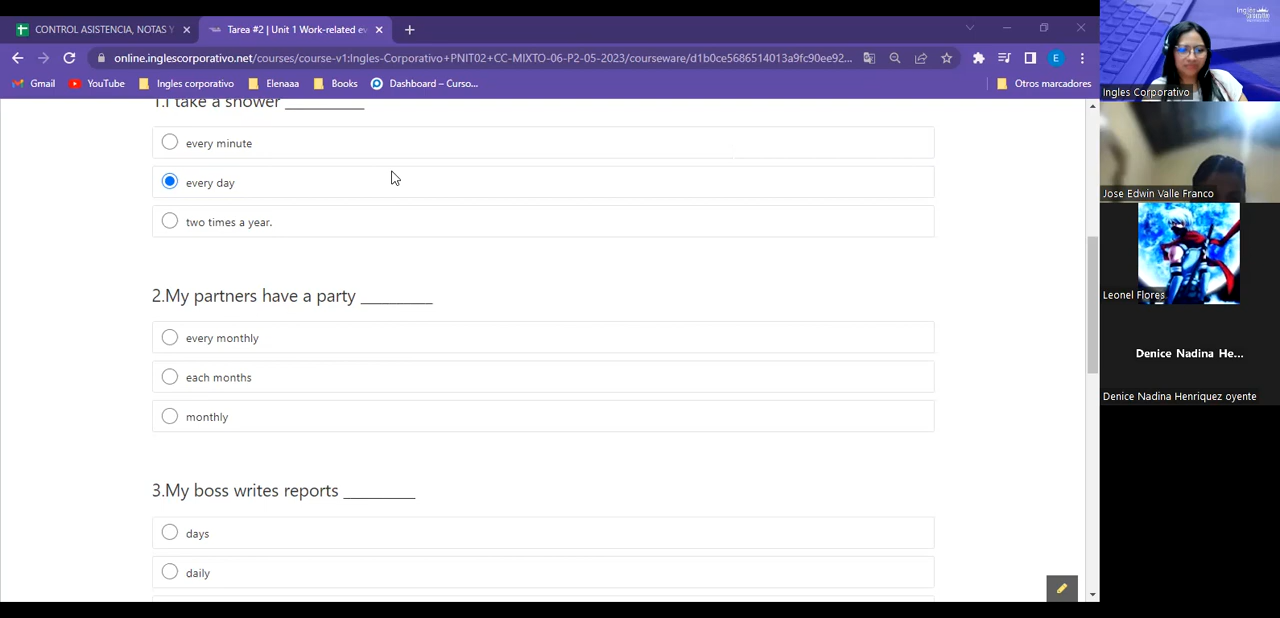 CONTROL ASISTENCIA, NOTAS Y
Tarea #2 | Unit 1 Work-related ev
online.inglescorporativo.net/courses/course-v1:Ingles-Corporativo+PNIT02+CC-MIXTO-06-P2-05-2023/courseware/d1b0ce5686514013a9fc90ee92...
E
Gmail
YouTube
Ingles corporativo
Elenaaa
Books
Dashboard – Curso...
Otros marcadores
1.I take a shower _________
every minute
every day
two times a year.
2.My partners have a party ________
every monthly
each months
monthly
3.My boss writes reports ________
days
daily
Ingles Corporativo
Jose Edwin Valle Franco
Leonel Flores
Denice Nadina He...
Denice Nadina Henriquez oyente